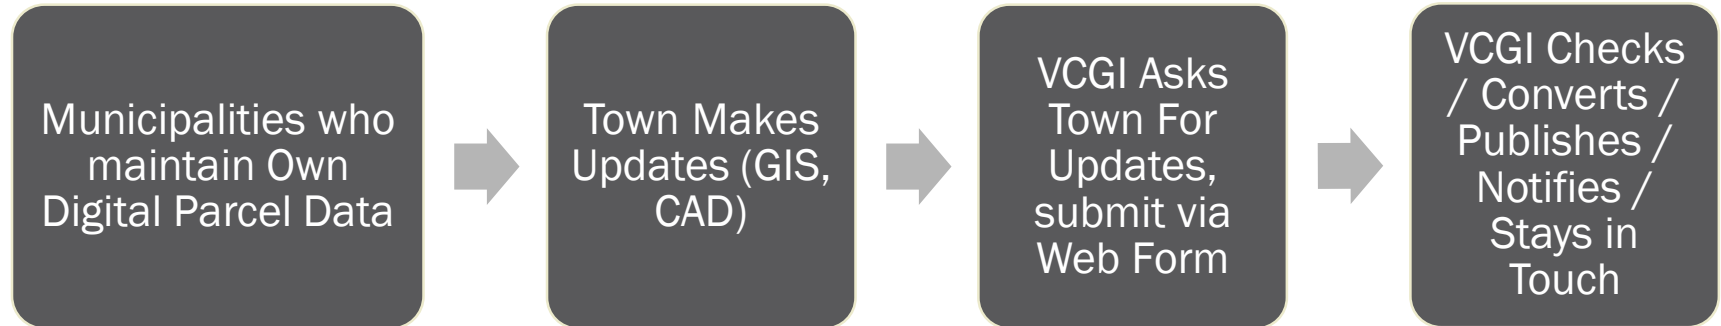 Municipalities who
maintain Own
Digital Parcel Data
Town Makes
Updates (GIS,
CAD)
VCGI Asks
Town For
Updates,
submit via
Web Form
VCGI Checks
/ Converts /
Publishes /
Notifies /
Stays in
Touch